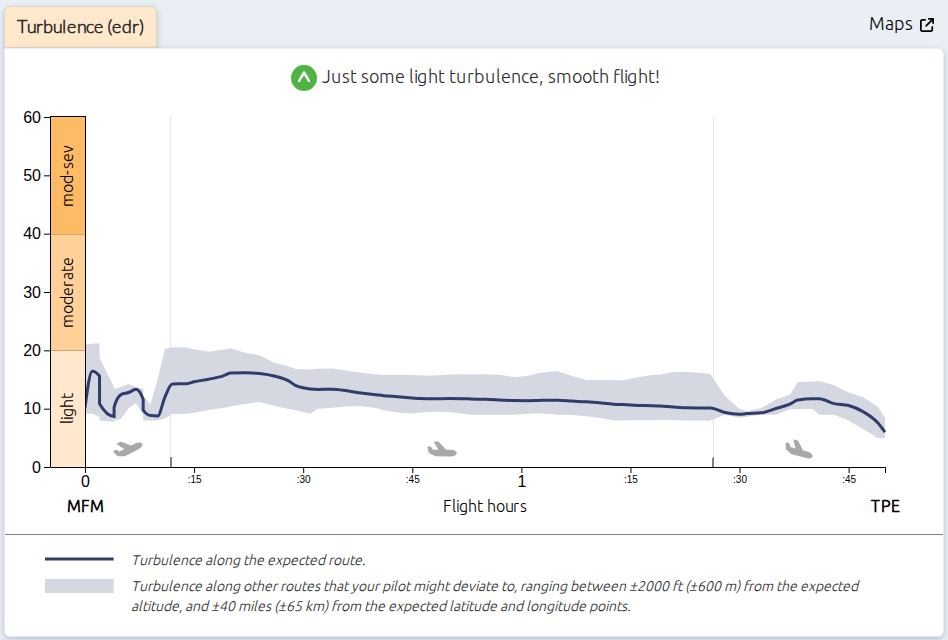 Turbulence (edr)
Maps
Just some light turbulence, smooth flight!
60
50
40
30
20
10
0
mod-sev
moderate
light
0 :15 :30 :45 1 :15 :30 :45
MFM Flight hours TPE
Turbulence along the expected route.
Turbulence along other routes that your pilot might deviate to, ranging between ±2000 ft (±600 m) from the expected
altitude, and ±40 miles (±65 km) from the expected latitude and longitude points.